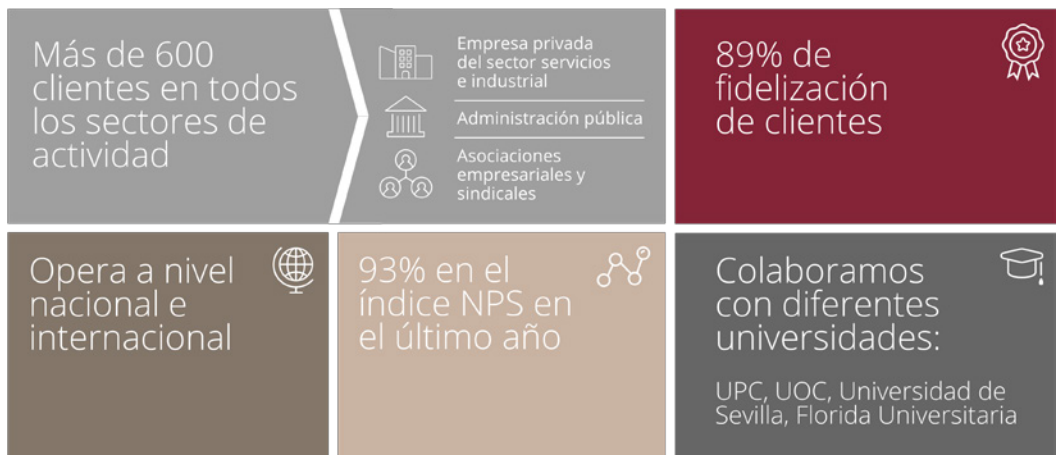 Más de 600
clientes en todos
los sectores de
actividad
Empresa privada
del sector servicios
e industrial
Administración pública
Asociaciones
empresariales y
sindicales
89% de
fidelización
de clientes
Opera a nivel
nacional e
internacional
93% en el
índice NPS en
el último año
Colaboramos
con diferentes
universidades:
UPC, UOC, Universidad de
Sevilla, Florida Universitaria